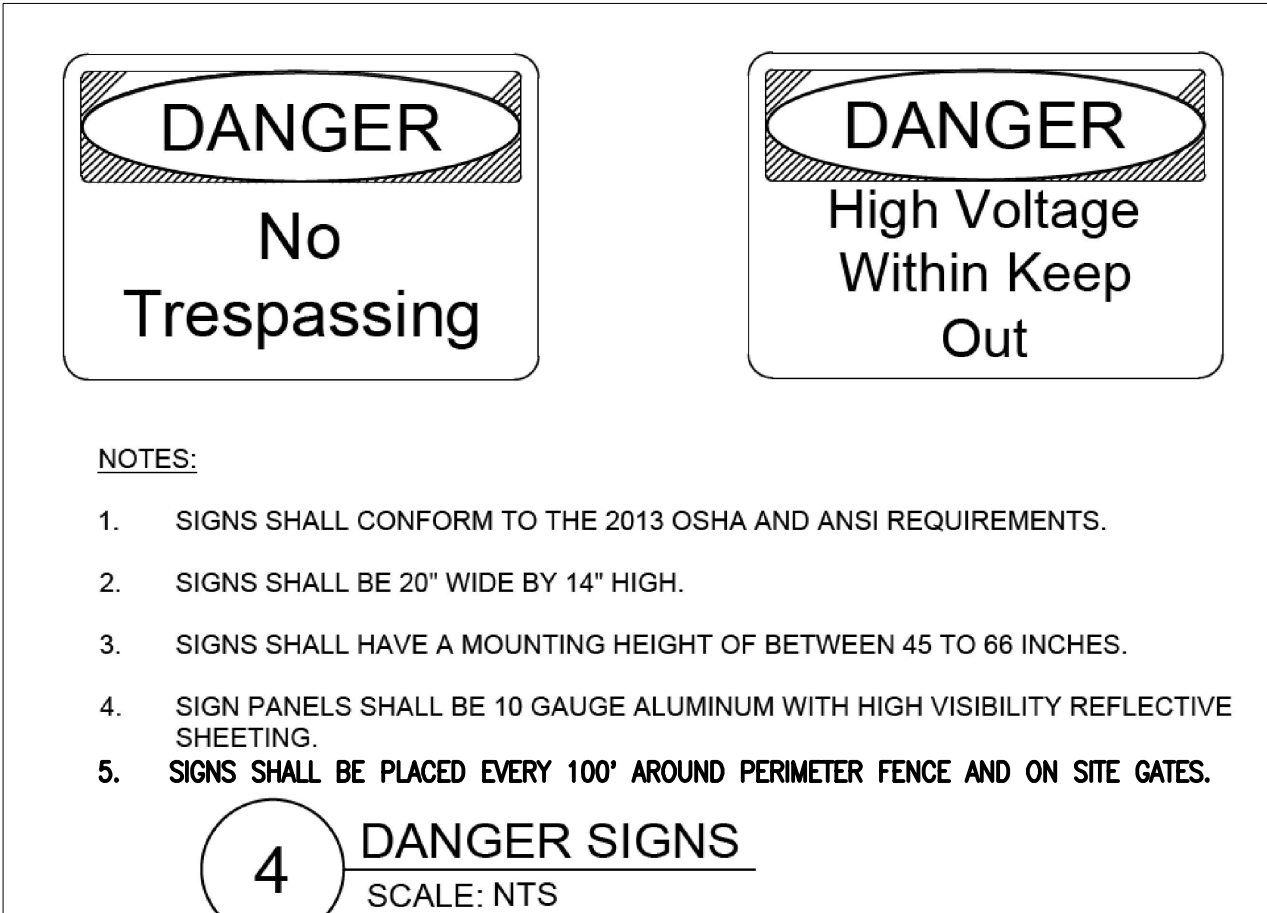 DANGER
No
Trespassing
DANGER
High Voltage
Within Keep
Out
NOTES:
1. SIGNS SHALL CONFORM TO THE 2013 OSHA AND ANSI REQUIREMENTS.
2. SIGNS SHALL BE 20" WIDE BY 14" HIGH.
3. SIGNS SHALL HAVE A MOUNTING HEIGHT OF BETWEEN 45 TO 66 INCHES.
4. SIGN PANELS SHALL BE 10 GAUGE ALUMINUM WITH HIGH VISIBILITY REFLECTIVE
SHEETING.
5. SIGNS SHALL BE PLACED EVERY 100' AROUND PERIMETER FENCE AND ON SITE GATES.
4
DANGER SIGNS
SCALE: NTS